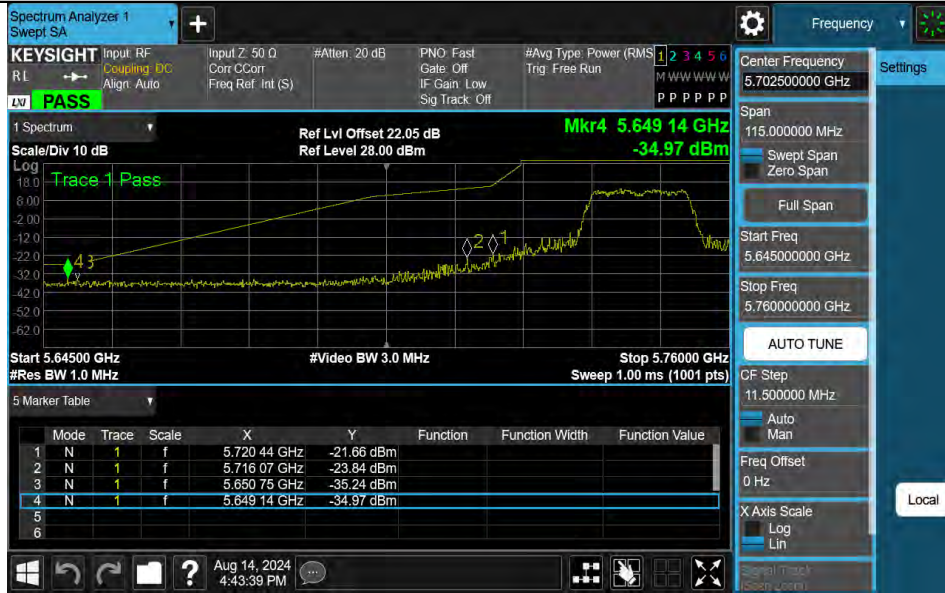 Spectrum Analyzer 1
Swept SA
Frequency
KEYSIGHT
RL
LXI
PASS
Input: RF
Coupling: DC
Align: Auto
Input Z: 50 Ω
Corr CCorr
Freq Ref: Int (S)
#Atten: 20 dB
PNO: Fast
Gate: Off
IF Gain: Low
Sig Track: Off
#Avg Type: Power (RMS
Trig: Free Run
1 2 3 4 5 6
M W W W W W
P P P P P P
1 Spectrum
Scale/Div 10 dB
Ref Lvl Offset 22.05 dB
Ref Level 28.00 dBm
Mkr4 5.649 14 GHz
-34.97 dBm
Log
Trace 1 Pass
18.0
8.00
-2.00
-12.0
-22.0
-32.0
-42.0
-52.0
-62.0
4 3
2 1
Start 5.64500 GHz
#Video BW 3.0 MHz
Stop 5.76000 GHz
#Res BW 1.0 MHz
Sweep 1.00 ms (1001 pts)
5 Marker Table
Mode Trace Scale X Y Function Function Width Function Value
1 N 1 f 5.720 44 GHz -21.66 dBm
2 N 1 f 5.716 07 GHz -23.84 dBm
3 N 1 f 5.650 75 GHz -35.24 dBm
4 N 1 f 5.649 14 GHz -34.97 dBm
5
6
Aug 14, 2024
4:43:39 PM
?
Center Frequency
5.702500000 GHz
Settings
Span
115.000000 MHz
Swept Span
Zero Span
Full Span
Start Freq
5.645000000 GHz
Stop Freq
5.760000000 GHz
AUTO TUNE
CF Step
11.500000 MHz
Auto
Man
Freq Offset
0 Hz
Local
X Axis Scale
Log
Lin
Signal Track
(Span Zoom)